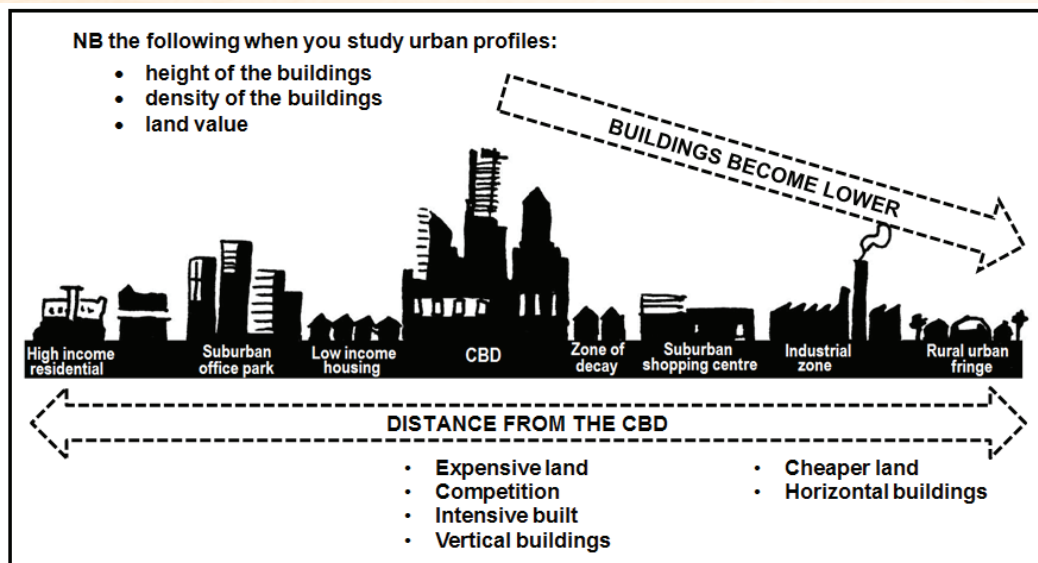 NB the following when you study urban profiles:
• height of the buildings
• density of the buildings
• land value
BUILDINGS BECOME LOWER
High income
residential
Suburban
office park
Low income
housing
CBD
Zone of
decay
Suburban
shopping centre
Industrial
zone
Rural urban
fringe
DISTANCE FROM THE CBD
• Expensive land
• Competition
• Intensive built
• Vertical buildings
• Cheaper land
• Horizontal buildings